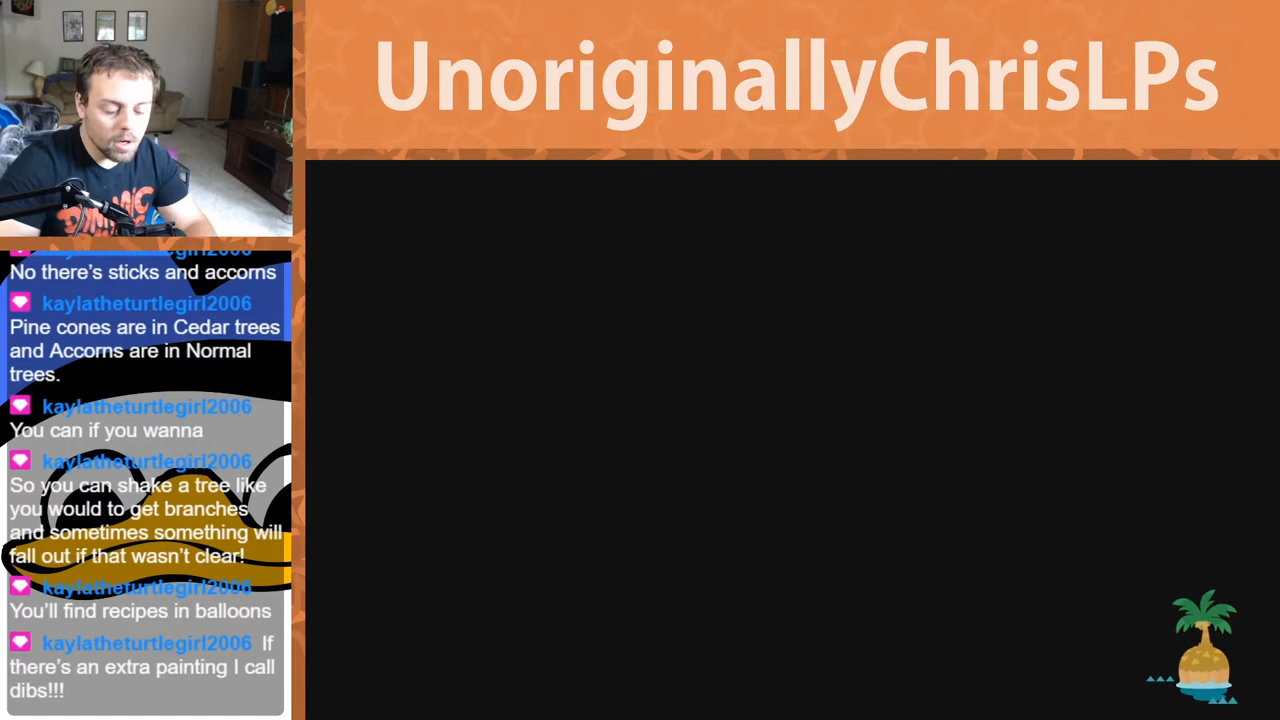 UnoriginallyChrisLPs
No there's sticks and accorns
kaylatheturtlegirl2006
Pine cones are in Cedar trees
and Accorns are in Normal
trees.
kaylatheturtlegirl2006
You can if you wanna
kaylatheturtlegirl2006
So you can shake a tree like
you would to get branches
and sometimes something will
fall out if that wasn't clear!
kaylatheturtlegirl2006
You'll find recipes in balloons
kaylatheturtlegirl2006 If
there's an extra painting I call
dibs!!!